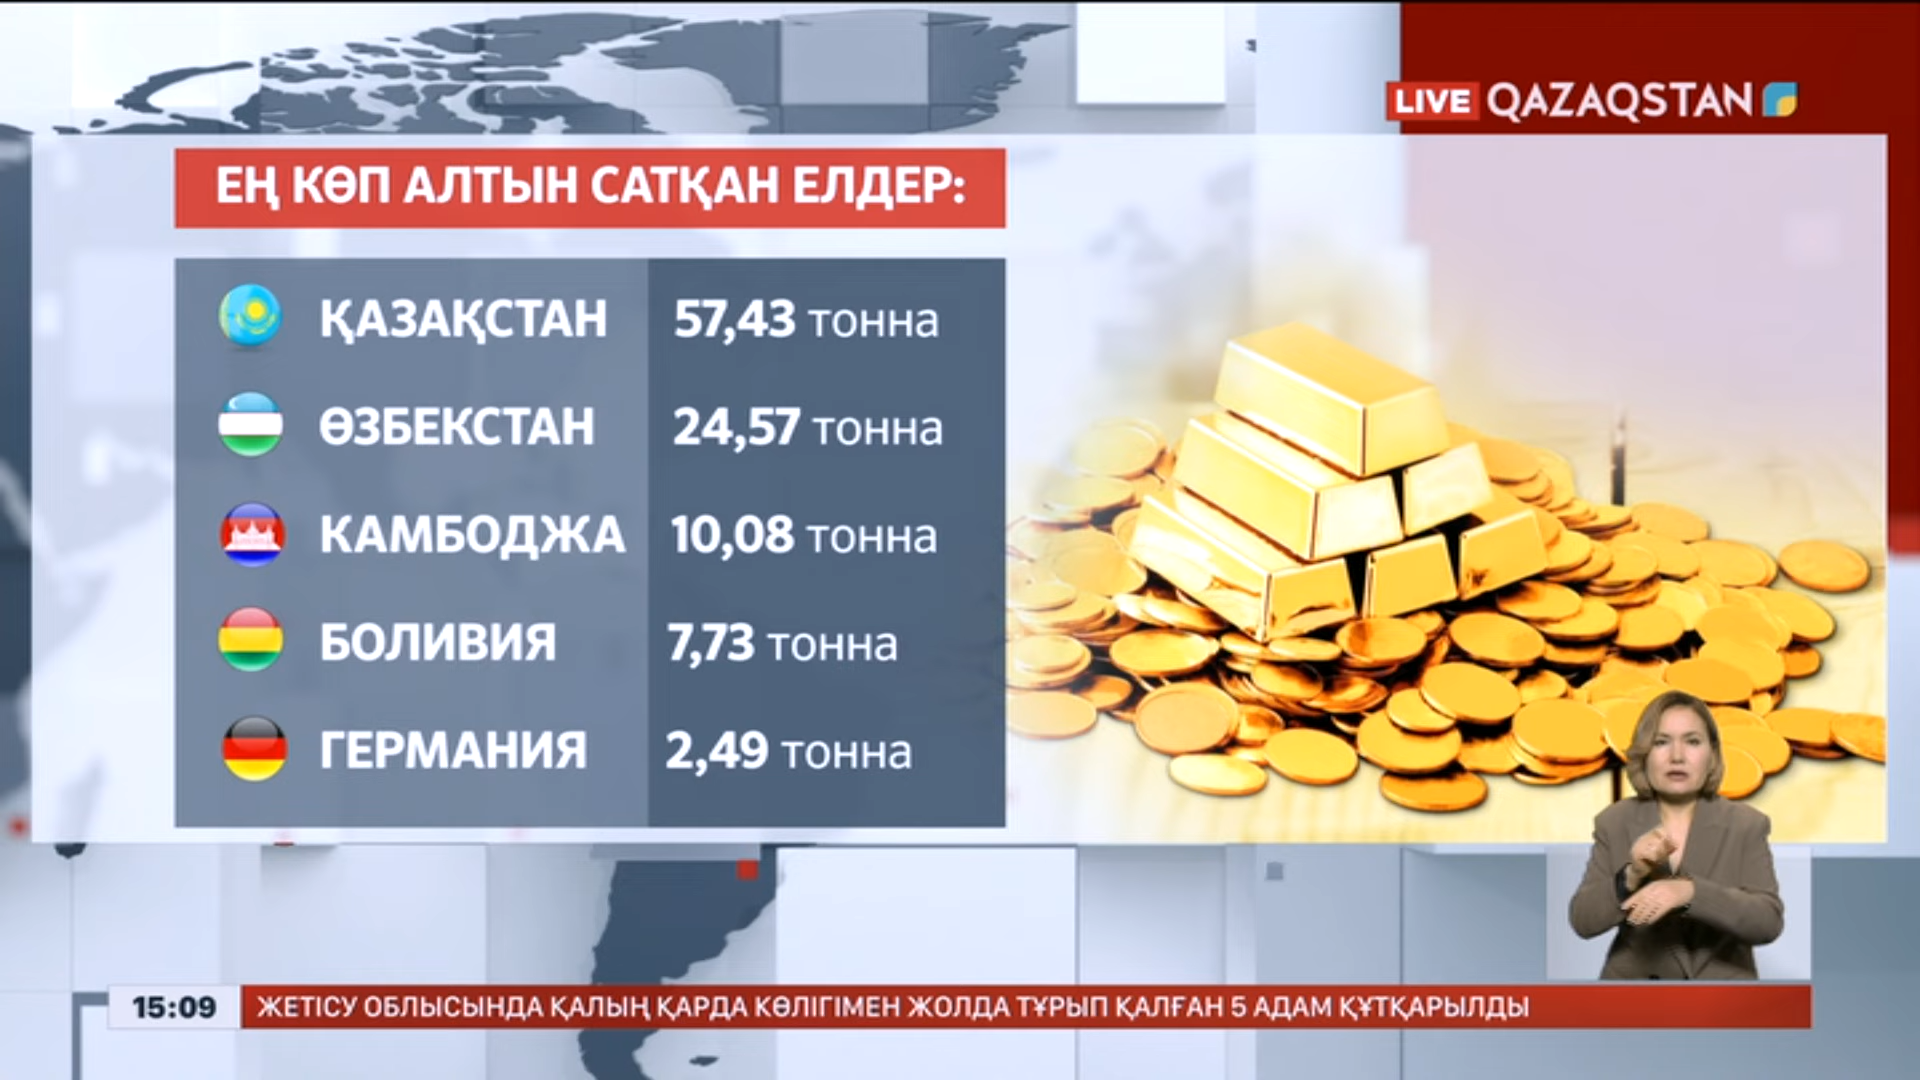 LIVE QAZAQSTAN
ЕҢ КӨП АЛТЫН САТҚАН ЕЛДЕР:
ҚАЗАҚСТАН 57,43 тонна
ӨЗБЕКСТАН 24,57 тонна
КАМБОДЖА 10,08 тонна
БОЛИВИЯ 7,73 тонна
ГЕРМАНИЯ 2,49 тонна
15:09 ЖЕТІСУ ОБЛЫСЫНДА ҚАЛЫҢ ҚАРДА КӨЛІГІМЕН ЖОЛДА ТҰРЫП ҚАЛҒАН 5 АДАМ ҚҰТҚАРЫЛДЫ